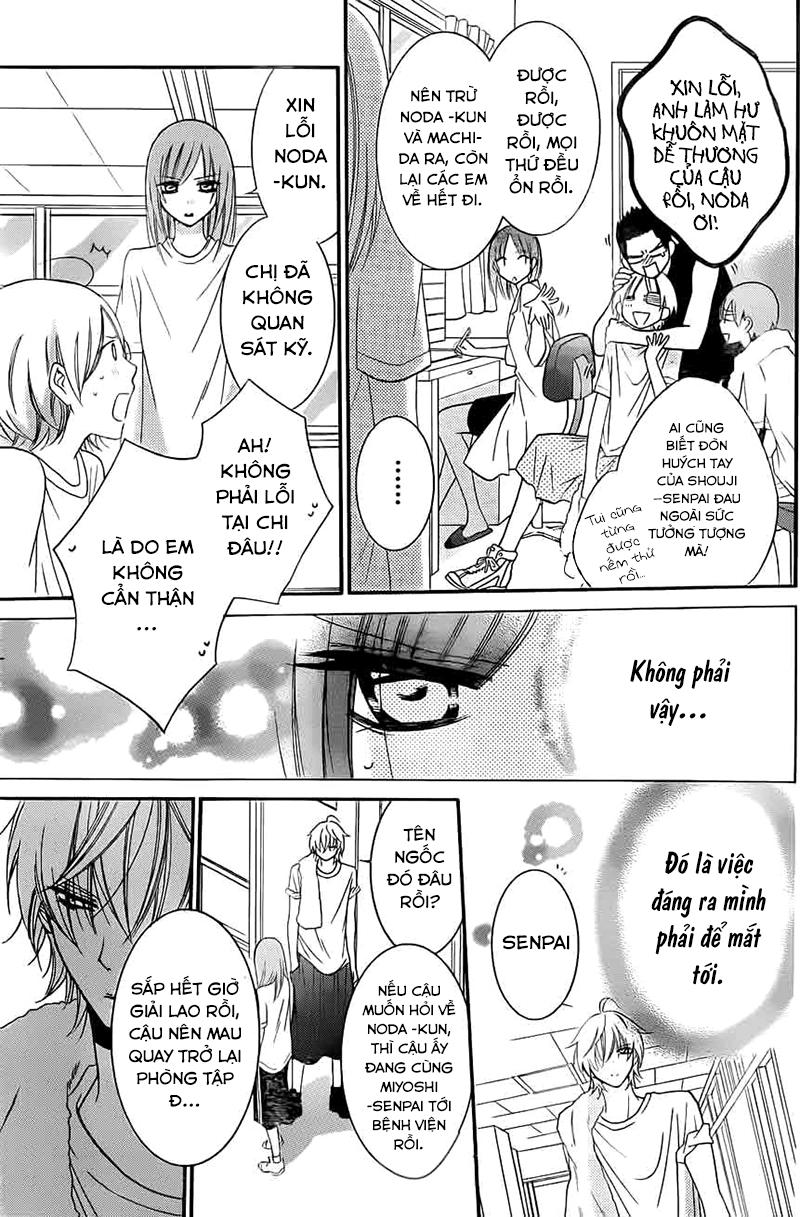 XIN LỖI,
ANH LÀM HƯ
KHUÔN MẶT
DỄ THƯƠNG
CỦA CẬU
RỒI, NODA
ƠI!
ĐƯỢC
RỒI,
ĐƯỢC
RỒI, MỌI
THỨ ĐỀU
ỔN RỒI.
NÊN TRỪ
NODA -KUN
VÀ MACHI-
DA RA, CÒN
LẠI CÁC EM
VỀ HẾT ĐI.
AI CŨNG
BIẾT ĐÒN
HUÝCH TAY
CỦA SHOUJI
-SENPAI ĐAU
NGOÀI SỨC
TƯỞNG TƯỢNG
MÀ!
Tui cũng
từng
được
nếm thử
rồi...
......
XIN
LỖI
NODA
-KUN.
CHỊ ĐÃ
KHÔNG
QUAN
SÁT KỸ.
AH!
KHÔNG
PHẢI LỖI
TẠI CHỊ
ĐÂU!!
LÀ DO EM
KHÔNG
CẨN THẬN
...
Không phải
vậy...
Đó là việc
đáng ra mình
phải để mắt
tới.
SENPAI
TÊN
NGỐC
ĐÓ ĐÂU
RỒI?
NẾU CẬU
MUỐN HỎI VỀ
NODA -KUN,
THÌ CẬU ẤY
ĐANG CÙNG
MIYOSHI
-SENPAI TỚI
BỆNH VIỆN
RỒI.
SẮP HẾT GIỜ
GIẢI LAO RỒI,
CẬU NÊN MAU
QUAY TRỞ LẠI
PHÒNG TẬP
Đ...